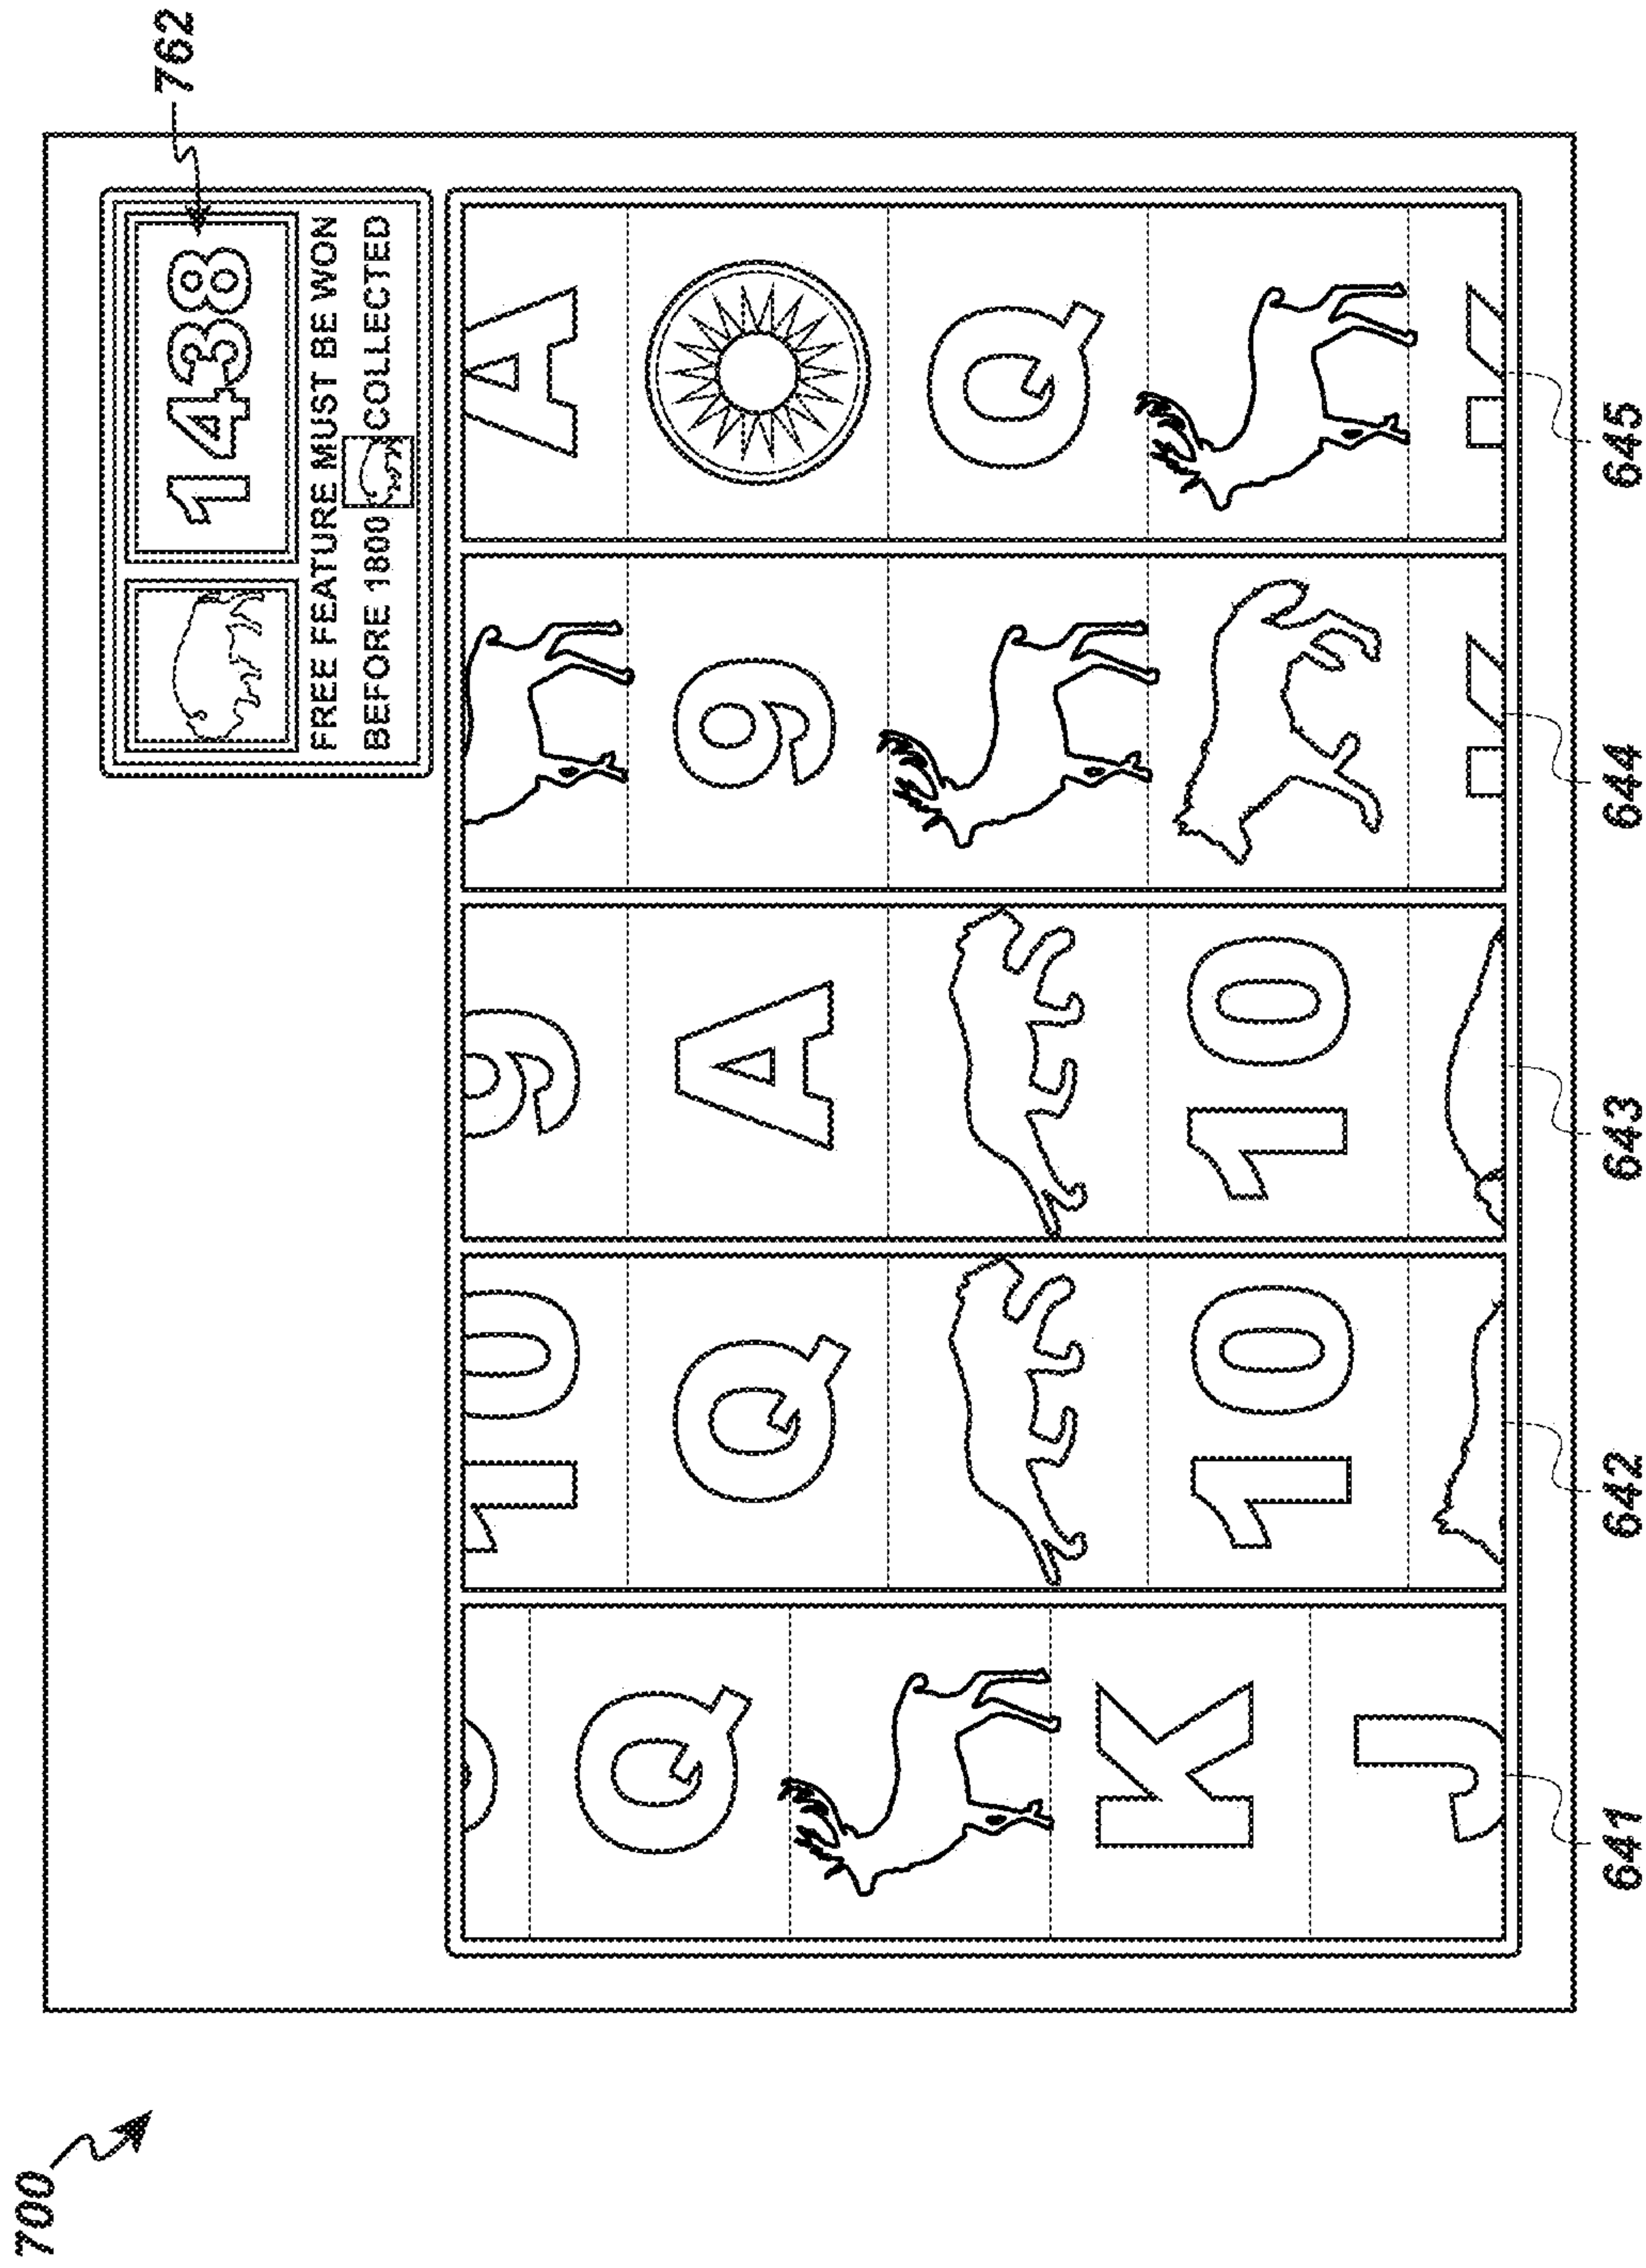 700
762
1438
FREE FEATURE MUST BE WON
BEFORE 1800 COLLECTED
10 9 A
Q Q A 9
Q
K 10 10
J
641 642 643 644 645